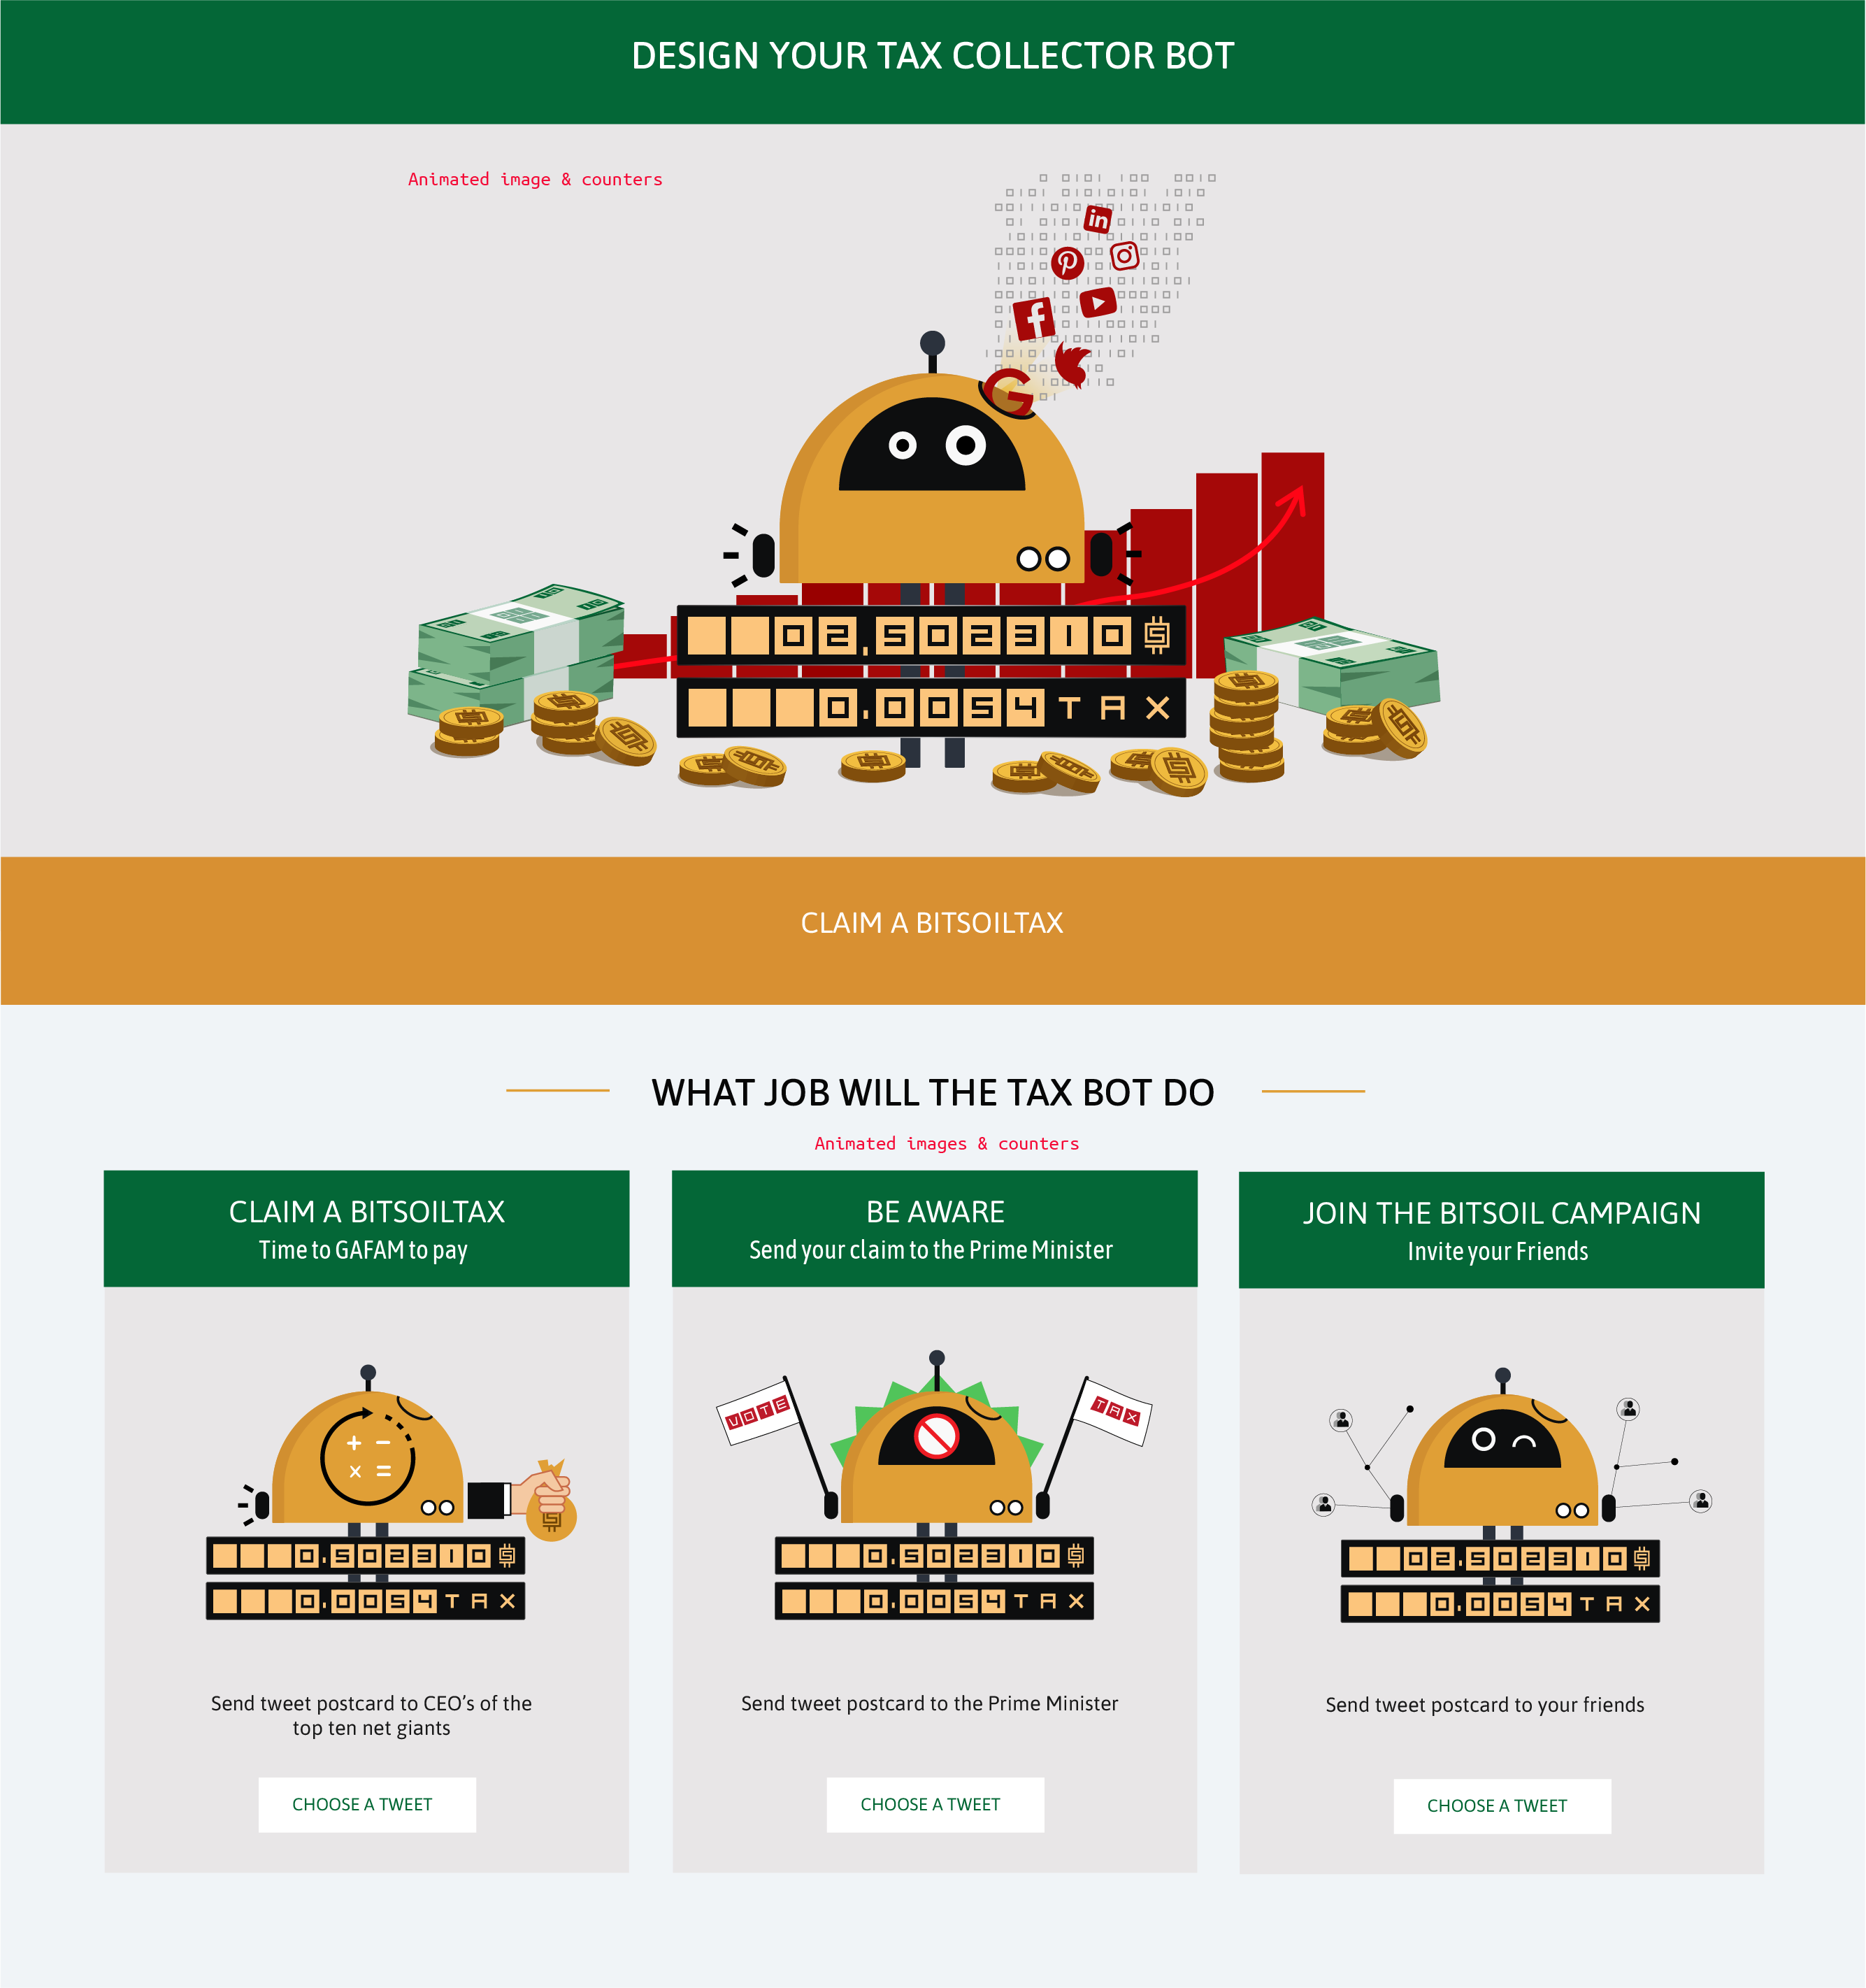 DESIGN YOUR TAX COLLECTOR BOT
Animated image & counters
in
f
G
02,502310
0.0054 TAX
CLAIM A BITSOILTAX
WHAT JOB WILL THE TAX BOT DO
Animated images & counters
CLAIM A BITSOILTAX
Time to GAFAM to pay
+ −
x =
0.502310
0.0054 TAX
Send tweet postcard to CEO’s of the
top ten net giants
CHOOSE A TWEET
BE AWARE
Send your claim to the Prime Minister
VOTE
TAX
0.502310
0.0054 TAX
Send tweet postcard to the Prime Minister
CHOOSE A TWEET
JOIN THE BITSOIL CAMPAIGN
Invite your Friends
02.502310
0.0054 TAX
Send tweet postcard to your friends
CHOOSE A TWEET